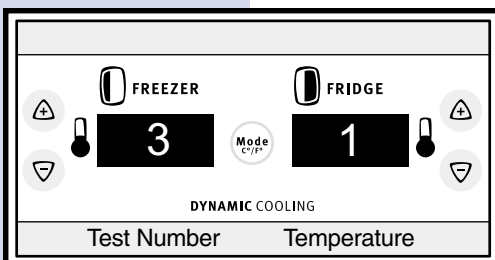 FREEZER FRIDGE
3 Mode 1
C°/F°
DYNAMIC COOLING
Test Number Temperature